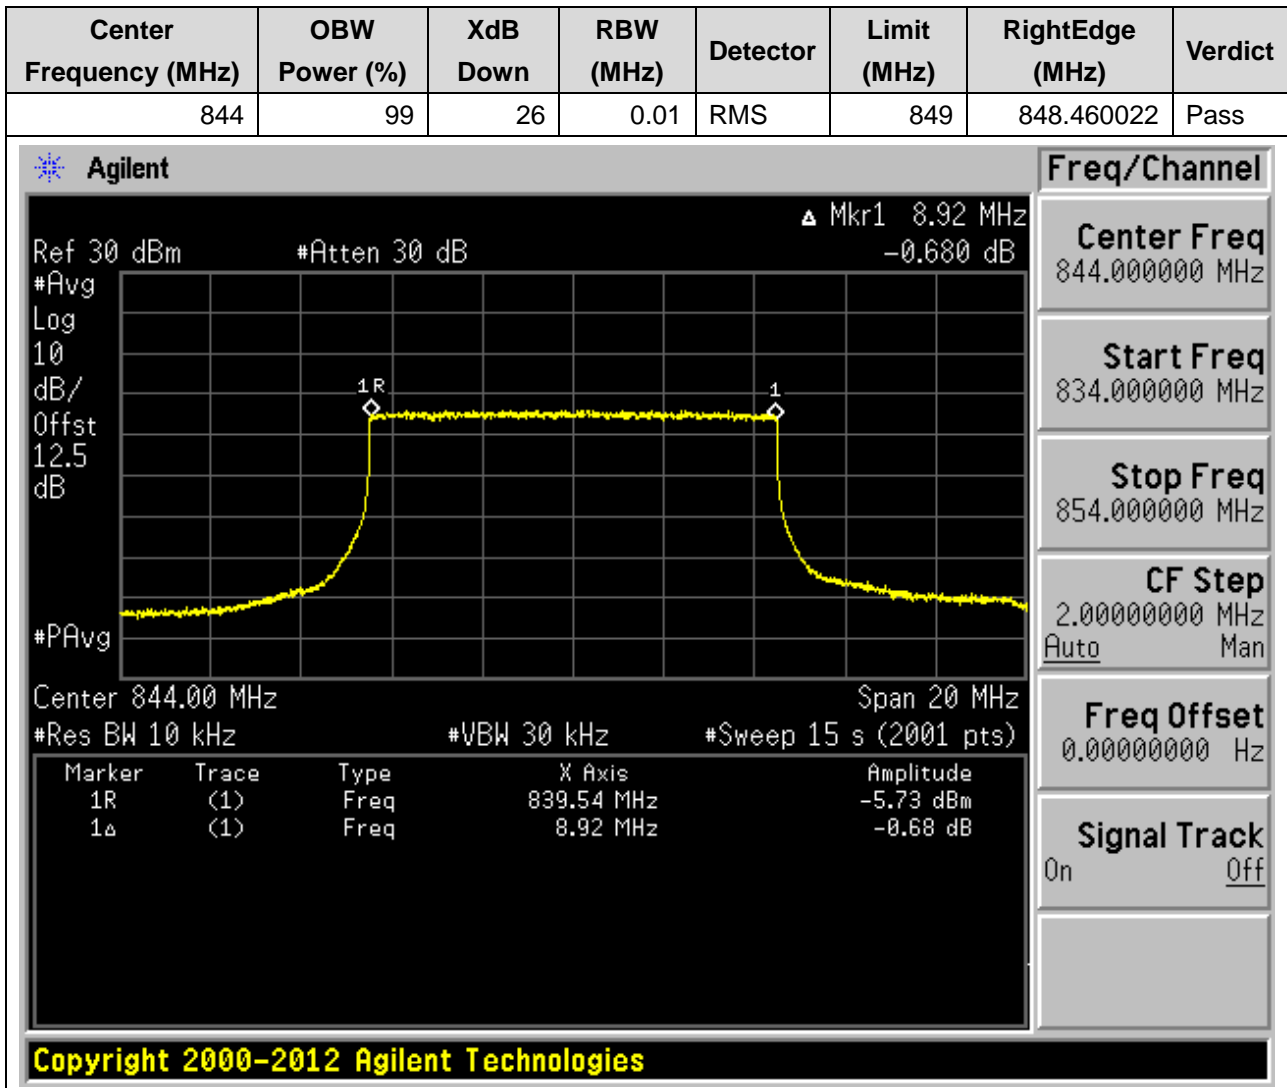 Center Frequency (MHz) OBW Power (%) XdB Down RBW (MHz) Detector Limit (MHz) RightEdge (MHz) Verdict
844 99 26 0.01 RMS 849 848.460022 Pass
Agilent
Freq/Channel
Δ Mkr1 8.92 MHz
Ref 30 dBm #Atten 30 dB -0.680 dB
#Avg
Log
10
dB/
Offst
12.5
dB
#PAvg
1R
1
Center 844.00 MHz Span 20 MHz
#Res BW 10 kHz #VBW 30 kHz #Sweep 15 s (2001 pts)
Marker Trace Type X Axis Amplitude
1R (1) Freq 839.54 MHz -5.73 dBm
1Δ (1) Freq 8.92 MHz -0.68 dB
Center Freq
844.000000 MHz
Start Freq
834.000000 MHz
Stop Freq
854.000000 MHz
CF Step
2.00000000 MHz
Auto Man
Freq Offset
0.00000000 Hz
Signal Track
On Off
Copyright 2000-2012 Agilent Technologies